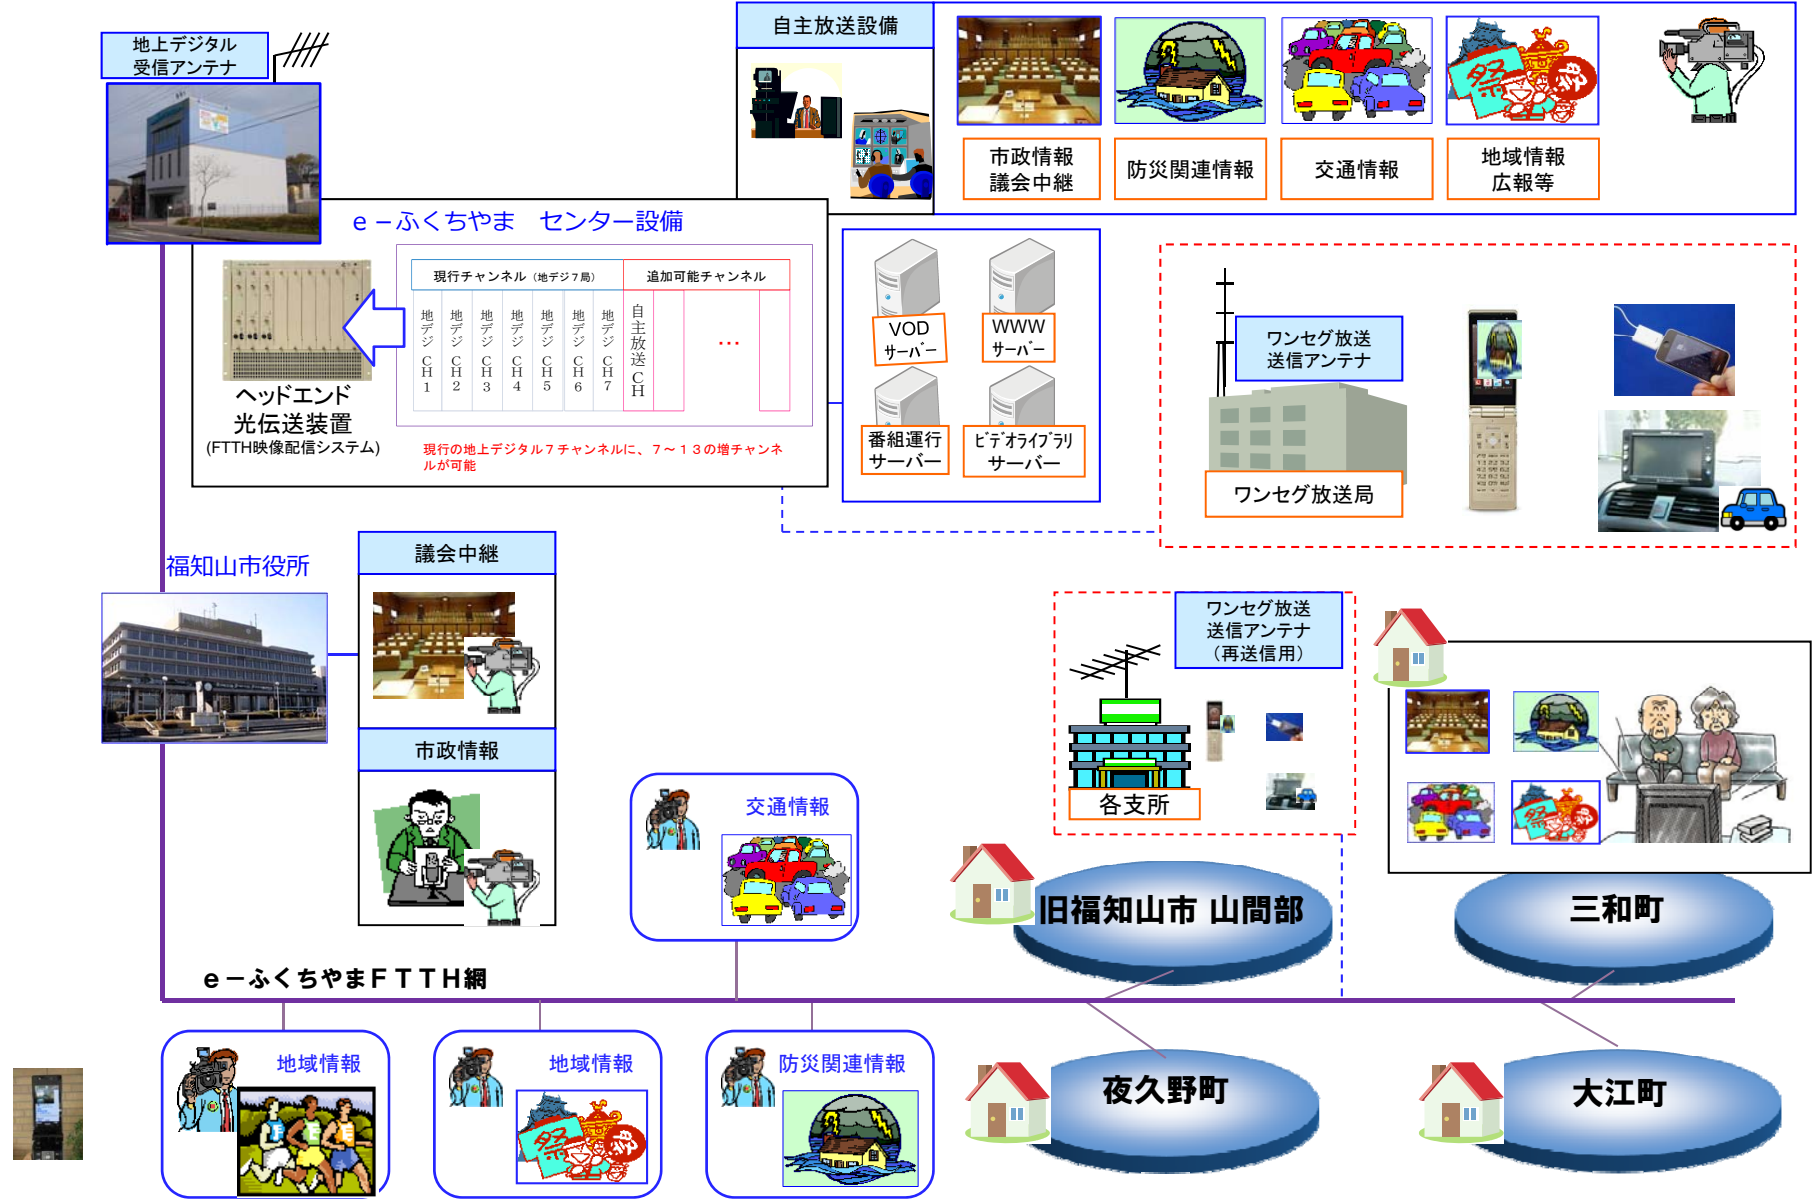 地上デジタル
受信アンテナ
自主放送設備
市政情報
議会中継
防災関連情報
交通情報
地域情報
広報等
e－ふくちやま　センター設備
現行チャンネル（地デジ７局）
追加可能チャンネル
地デジCH1
地デジCH2
地デジCH3
地デジCH4
地デジCH5
地デジCH6
地デジCH7
自主放送CH
…
ヘッドエンド
光伝送装置
(FTTH映像配信システム)
現行の地上デジタル７チャンネルに、７～１３の増チャンネ
ルが可能
VOD
ｻｰﾊﾞｰ
WWW
ｻｰﾊﾞｰ
番組運行
サーバー
ﾋﾞﾃﾞｵﾗｲﾌﾞﾗﾘ
サーバー
ワンセグ放送
送信アンテナ
ワンセグ放送局
福知山市役所
議会中継
市政情報
ワンセグ放送
送信アンテナ
（再送信用）
各支所
交通情報
旧福知山市 山間部
三和町
e－ふくちやまＦＴＴＨ網
地域情報
地域情報
防災関連情報
夜久野町
大江町